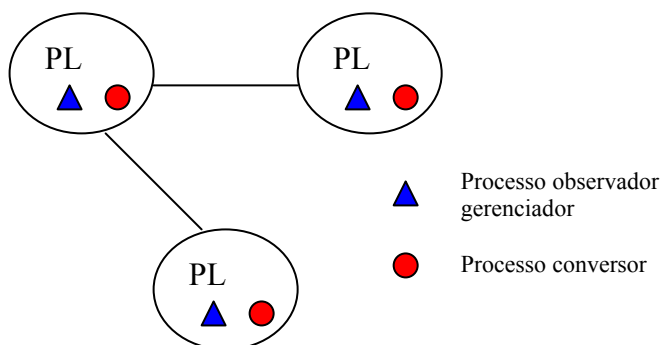 PL
PL
Processo observador
gerenciador
Processo conversor
PL